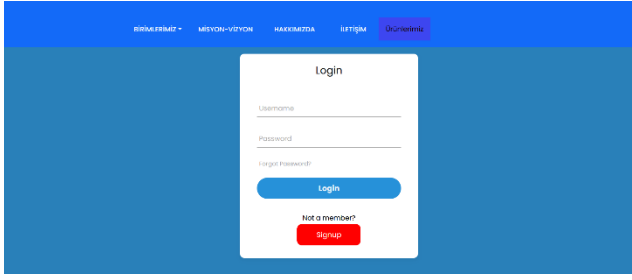 BİRİMLERİMİZ MİSYON-VİZYON HAKKIMIZDA İLETİŞİM Ürünlerimiz
Login
Username
Password
Forgot Password?
Login
Not a member?
Signup